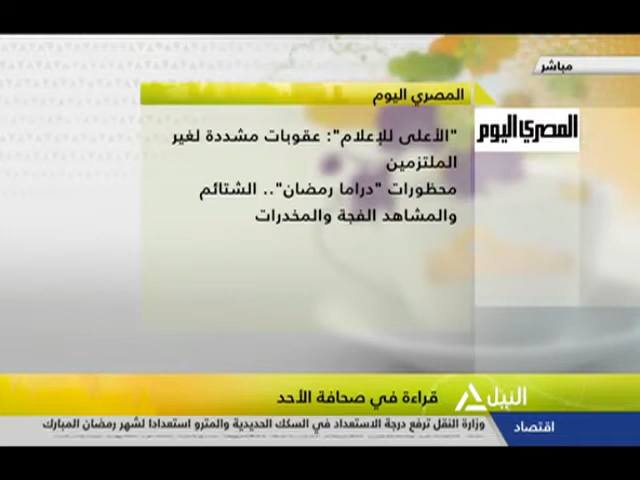 مباشر
المصري اليوم
المصري اليوم
"الأعلى للإعلام": عقوبات مشددة لغير
الملتزمين
محظورات "دراما رمضان".. الشتائم
والمشاهد الفجة والمخدرات
النيل
قراءة في صحافة الأحد
اقتصاد
وزارة النقل ترفع درجة الاستعداد في السكك الحديدية والمترو استعدادا لشهر رمضان المبارك